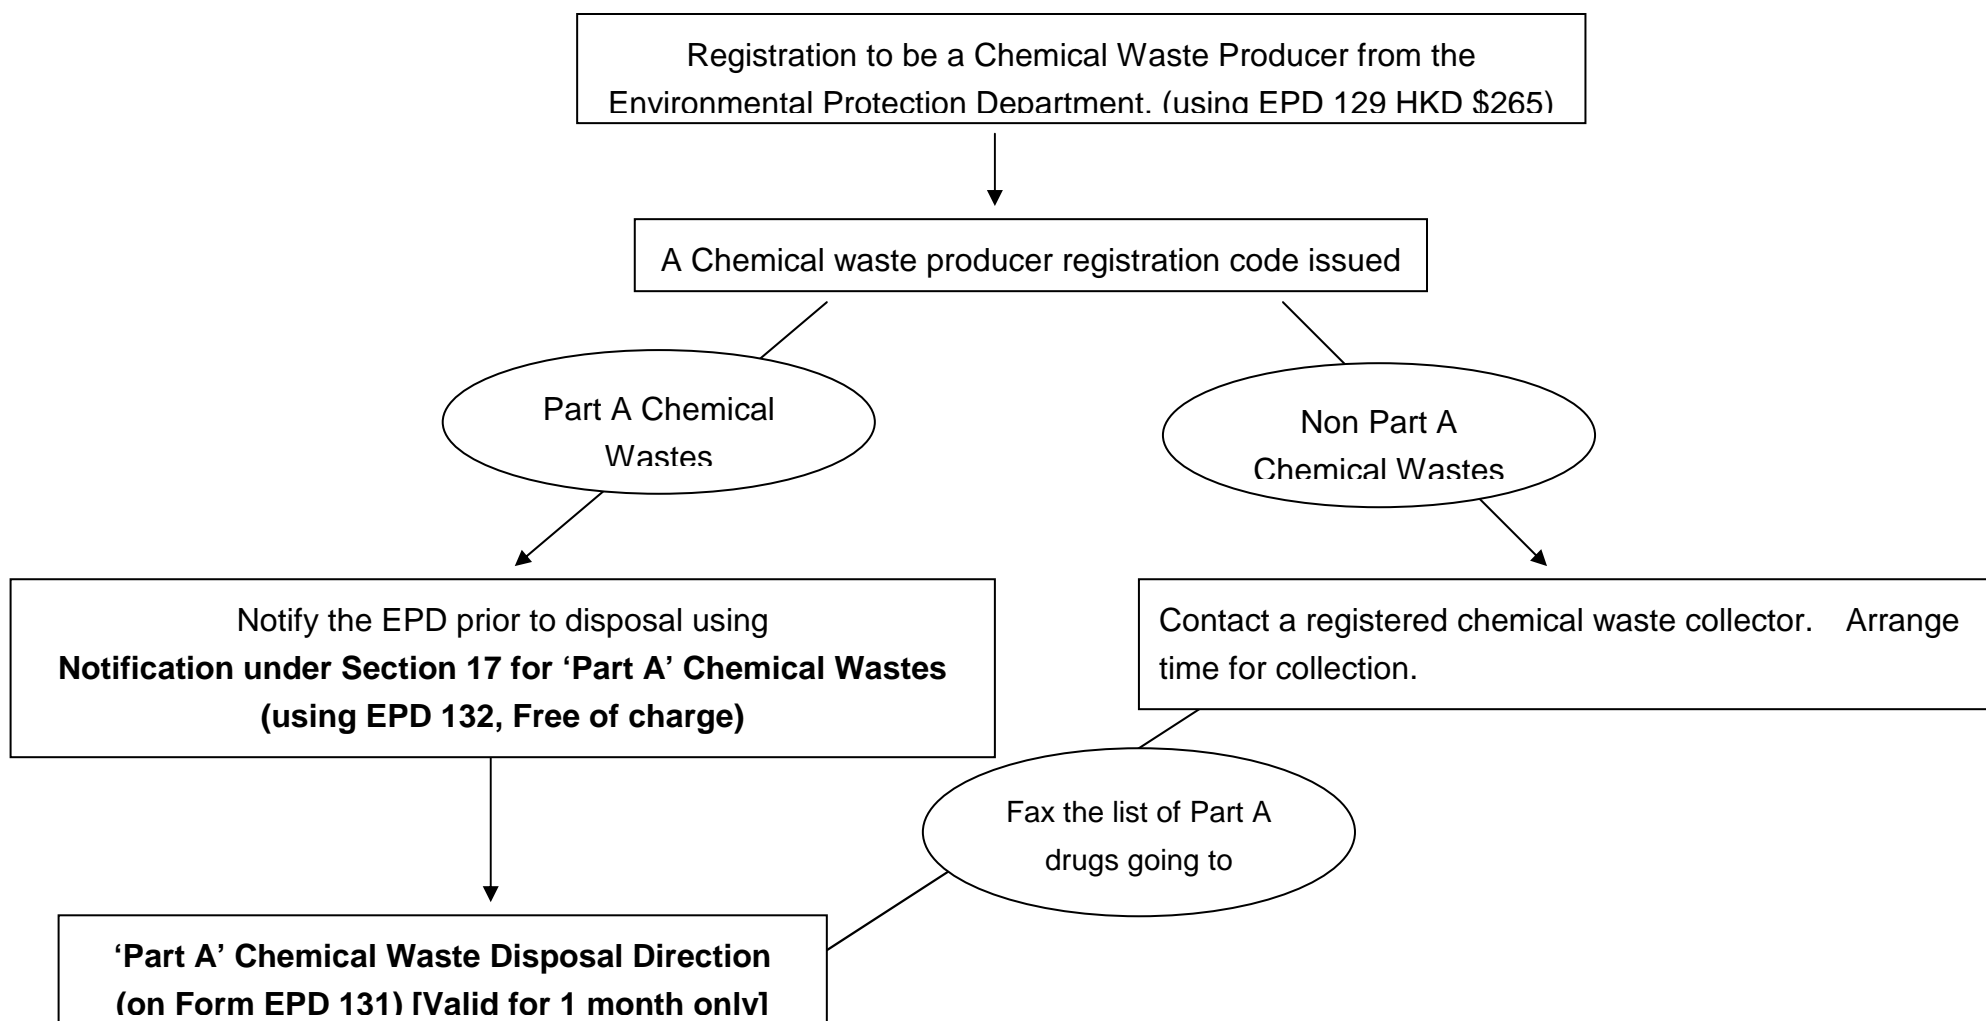 Registration to be a Chemical Waste Producer from the
Environmental Protection Department. (using EPD 129 HKD $265)
A Chemical waste producer registration code issued
Part A Chemical
Wastes
Non Part A
Chemical Wastes
Notify the EPD prior to disposal using
Notification under Section 17 for ‘Part A’ Chemical Wastes
(using EPD 132, Free of charge)
Contact a registered chemical waste collector. Arrange
time for collection.
Fax the list of Part A
drugs going to
‘Part A’ Chemical Waste Disposal Direction
(on Form EPD 131) [Valid for 1 month only]